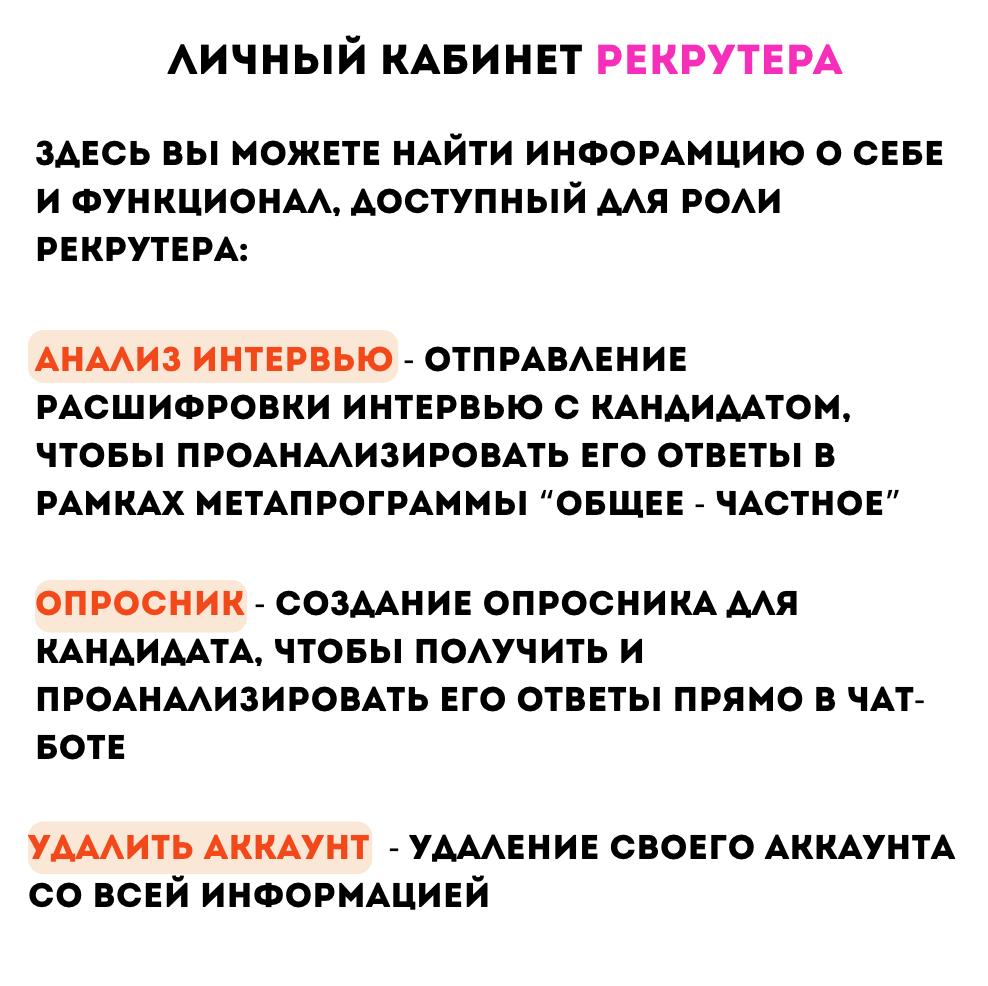 ЛИЧНЫЙ КАБИНЕТ РЕКРУТЕРА
ЗДЕСЬ ВЫ МОЖЕТЕ НАЙТИ ИНФОРАМЦИЮ О СЕБЕ
И ФУНКЦИОНАЛ, ДОСТУПНЫЙ ДЛЯ РОЛИ
РЕКРУТЕРА:
АНАЛИЗ ИНТЕРВЬЮ - ОТПРАВЛЕНИЕ
РАСШИФРОВКИ ИНТЕРВЬЮ С КАНДИДАТОМ,
ЧТОБЫ ПРОАНАЛИЗИРОВАТЬ ЕГО ОТВЕТЫ В
РАМКАХ МЕТАПРОГРАММЫ “ОБЩЕЕ - ЧАСТНОЕ”
ОПРОСНИК - СОЗДАНИЕ ОПРОСНИКА ДЛЯ
КАНДИДАТА, ЧТОБЫ ПОЛУЧИТЬ И
ПРОАНАЛИЗИРОВАТЬ ЕГО ОТВЕТЫ ПРЯМО В ЧАТ-
БОТЕ
УДАЛИТЬ АККАУНТ - УДАЛЕНИЕ СВОЕГО АККАУНТА
СО ВСЕЙ ИНФОРМАЦИЕЙ